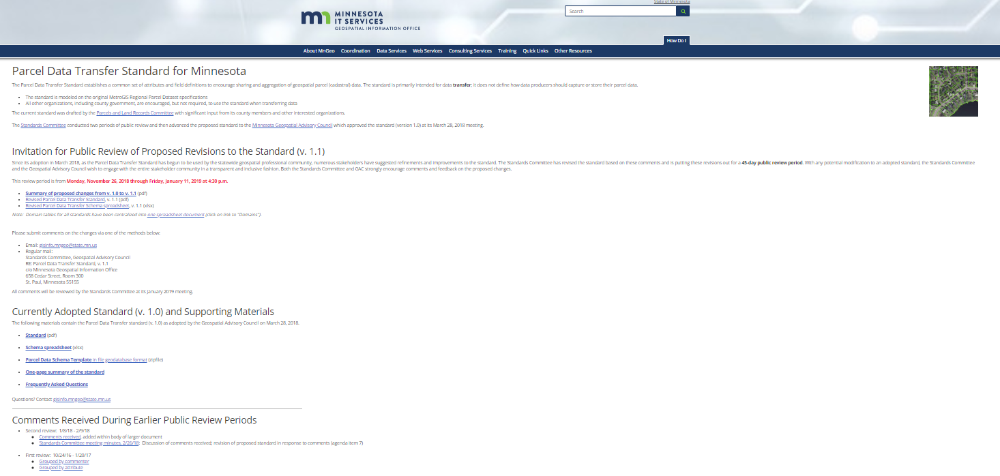 State of Minnesota
MINNESOTA
IT SERVICES
GEOSPATIAL INFORMATION OFFICE
Search
How Do I
About MnGeo Coordination Data Services Web Services Consulting Services Training Quick Links Other Resources
Parcel Data Transfer Standard for Minnesota
The Parcel Data Transfer Standard establishes a common set of attributes and field definitions to encourage sharing and aggregation of geospatial parcel (cadastral) data. The standard is primarily intended for data transfer; it does not define how data producers should capture or store their parcel data.
• The standard is modeled on the original MetroGIS Regional Parcel Dataset specifications
• All other organizations, including county government, are encouraged, but not required, to use the standard when transferring data
The current standard was drafted by the Parcels and Land Records Committee with significant input from its county members and other interested organizations.
The Standards Committee conducted two periods of public review and then advanced the proposed standard to the Minnesota Geospatial Advisory Council which approved the standard (version 1.0) at its March 28, 2018 meeting.
Invitation for Public Review of Proposed Revisions to the Standard (v. 1.1)
Since its adoption in March 2018, as the Parcel Data Transfer Standard has begun to be used by the statewide geospatial professional community, numerous stakeholders have suggested refinements and improvements to the standard. The Standards Committee has revised the standard based on these comments and is putting these revisions out for a 45-day public review period. With any potential modification to an adopted standard, the Standards Committee
and the Geospatial Advisory Council wish to engage with the entire stakeholder community in a transparent and inclusive fashion. Both the Standards Committee and GAC strongly encourage comments and feedback on the proposed changes.
This review period is from Monday, November 26, 2018 through Friday, January 11, 2019 at 4:30 p.m.
• Summary of proposed changes from v. 1.0 to v. 1.1 (pdf)
• Revised Parcel Data Transfer Standard, v. 1.1 (pdf)
• Revised Parcel Data Transfer Schema spreadsheet, v. 1.1 (xlsx)
Note: Domain tables for all standards have been centralized into one spreadsheet document (click on link to "Domains").
Please submit comments on the changes via one of the methods below:
• Email: gisinfo.mngeo@state.mn.us
• Regular mail:
Standards Committee, Geospatial Advisory Council
RE: Parcel Data Transfer Standard, v. 1.1
c/o Minnesota Geospatial Information Office
658 Cedar Street, Room 300
St. Paul, Minnesota 55155
All comments will be reviewed by the Standards Committee at its January 2019 meeting.
Currently Adopted Standard (v. 1.0) and Supporting Materials
The following materials contain the Parcel Data Transfer standard (v. 1.0) as adopted by the Geospatial Advisory Council on March 28, 2018.
• Standard (pdf)
• Schema spreadsheet (xlsx)
• Parcel Data Schema Template in file geodatabase format (zipfile)
• One-page summary of the standard
• Frequently Asked Questions
Questions? Contact gisinfo.mngeo@state.mn.us
Comments Received During Earlier Public Review Periods
• Second review: 1/8/18 - 2/9/18
• Comments received, added within body of larger document
• Standards Committee meeting minutes, 2/26/18: Discussion of comments received; revision of proposed standard in response to comments (agenda item 7)
• First review: 10/24/16 - 1/20/17
• Grouped by commenter
• Grouped by attribute